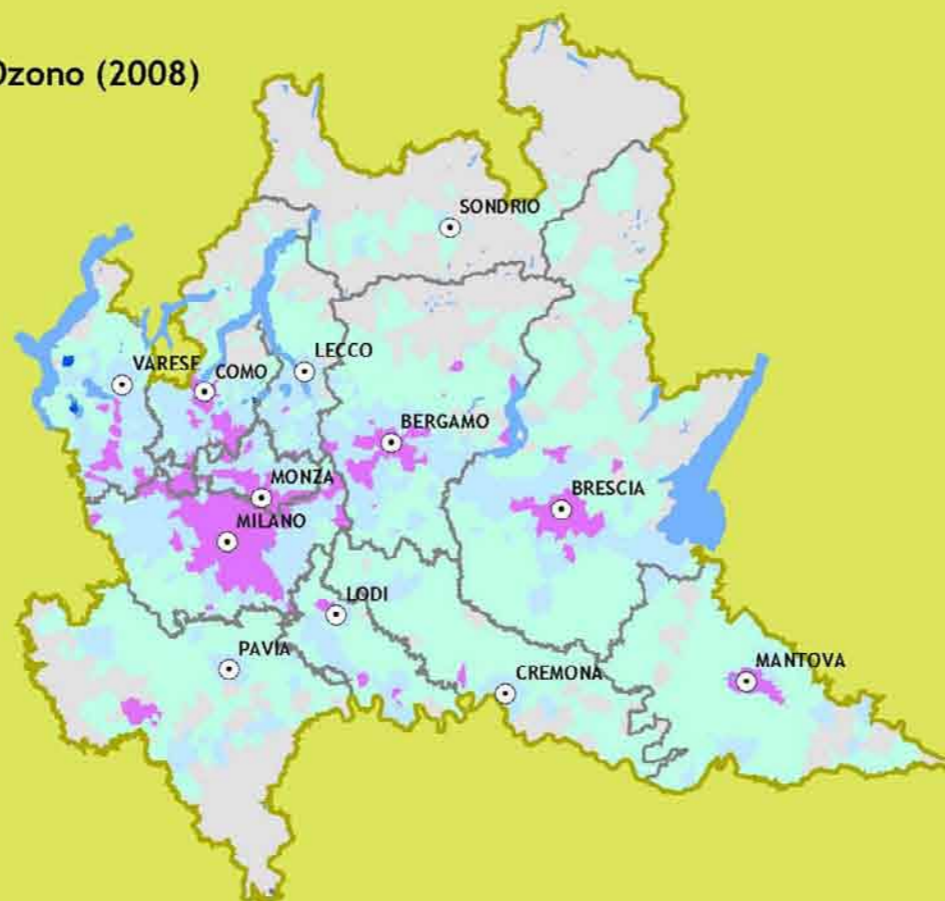 Ozono (2008)
SONDRIO
LECCO
VARESE
COMO
BERGAMO
MONZA
BRESCIA
MILANO
LODI
PAVIA
MANTOVA
CREMONA